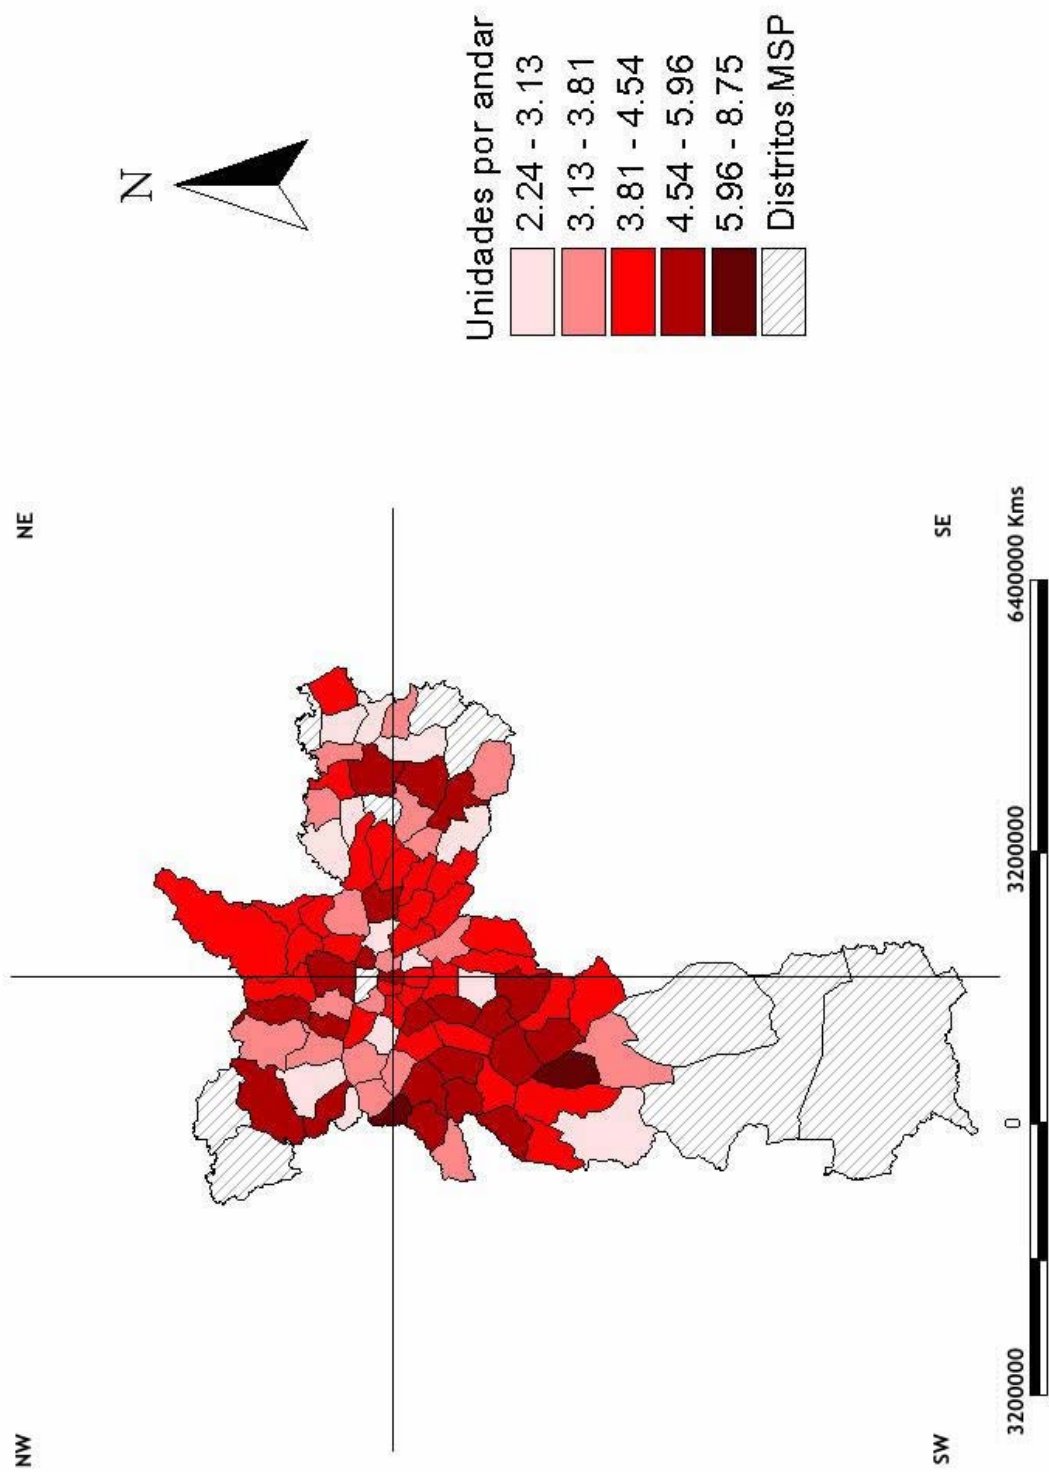 N
Unidades por andar
2.24 - 3.13
3.13 - 3.81
3.81 - 4.54
4.54 - 5.96
5.96 - 8.75
Distritos.MSP
NW
NE
SW
SE
3200000
0
3200000
6400000 Kms